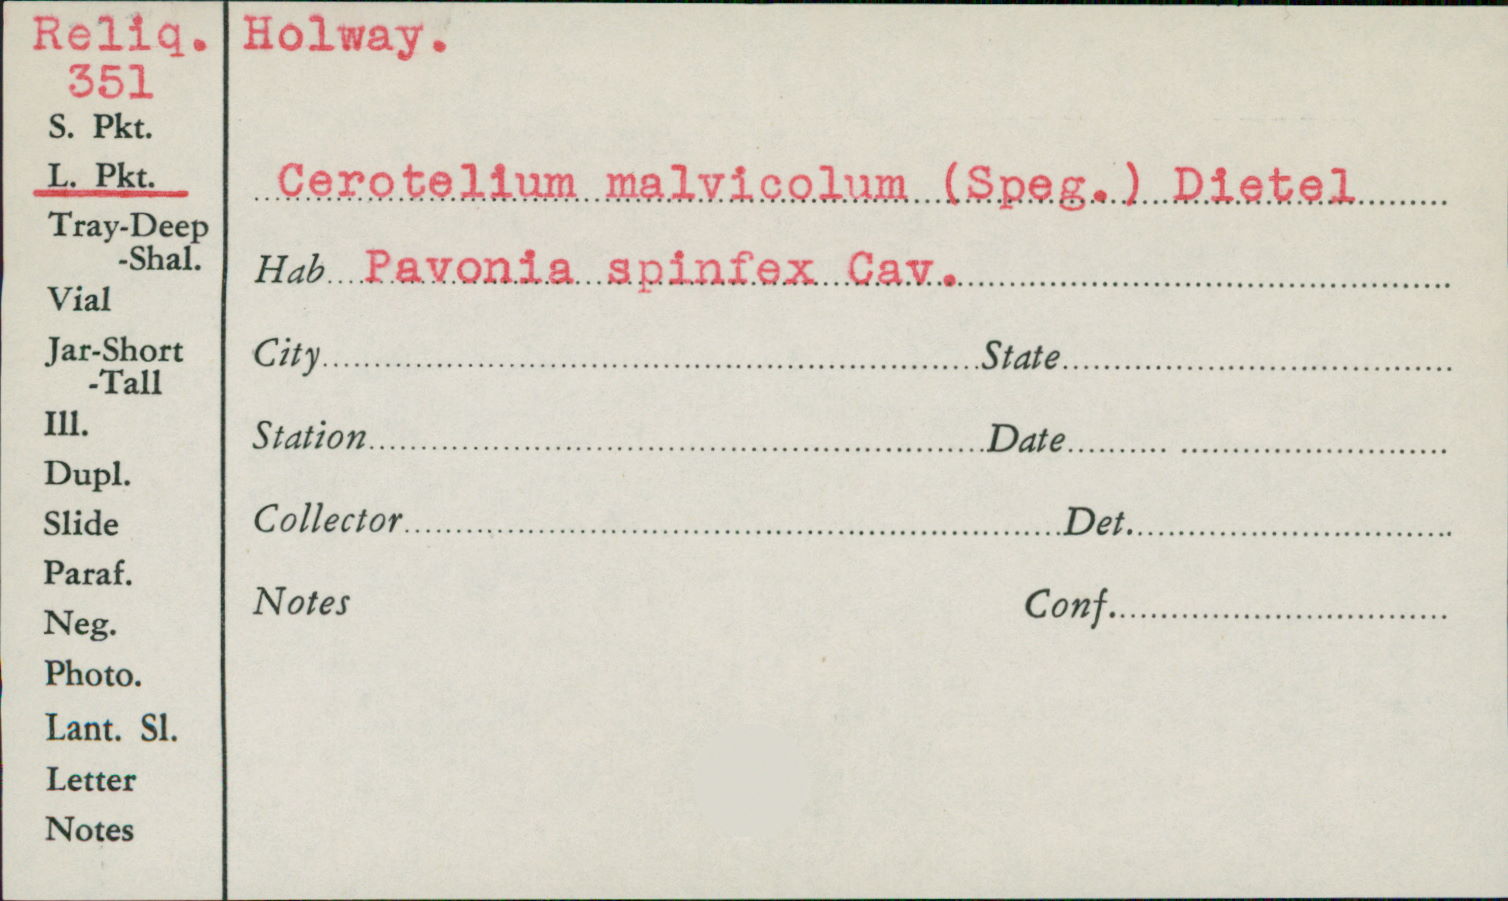 Reliq. Holway.
351
S. Pkt.
L. Pkt.
Cerotelium malvicolum (Speg.) Dietel
Tray-Deep
-Shal.
Hab Pavonia spinfex Cav.
Vial
Jar-Short
-Tall
City State
Ill.
Station Date
Dupl.
Slide
Collector Det.
Paraf.
Neg.
Notes Conf.
Photo.
Lant. Sl.
Letter
Notes